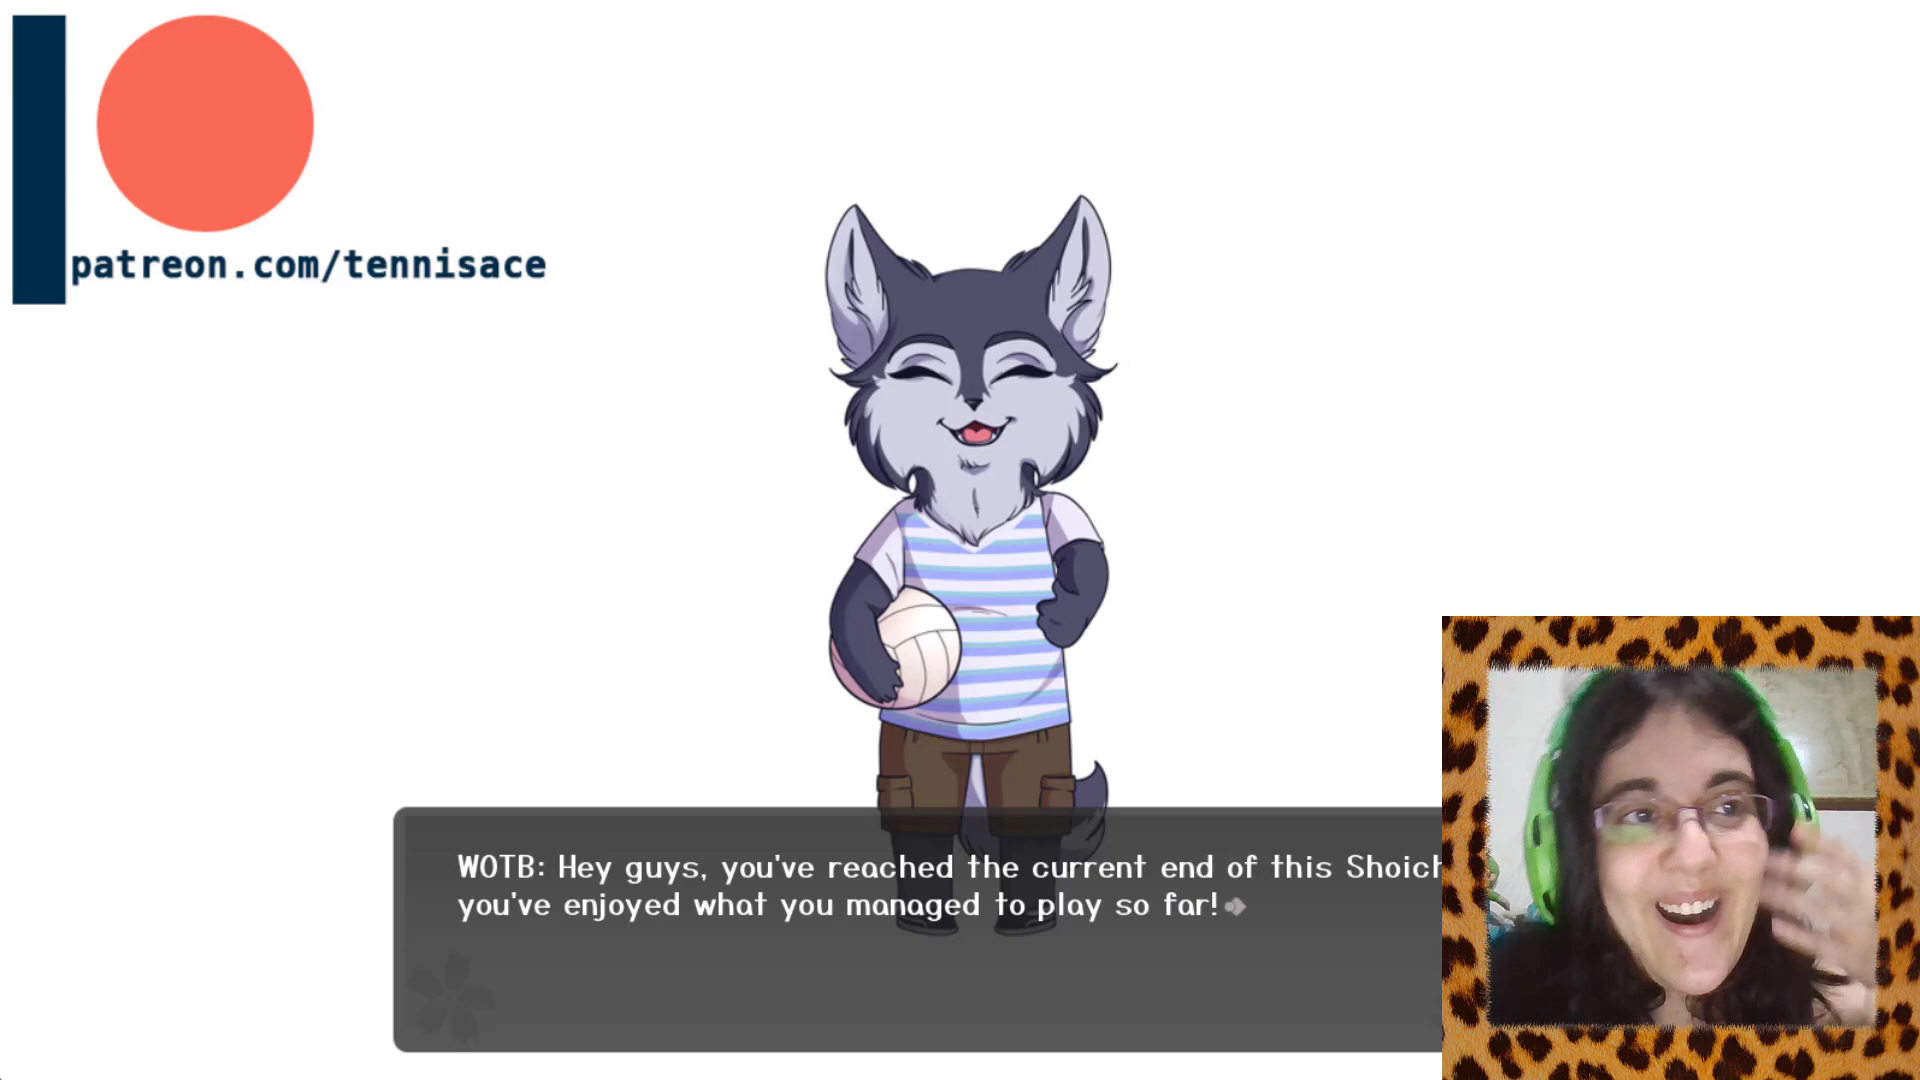 patreon.com/tennisace
WOTB: Hey guys, you've reached the current end of this Shoich
you've enjoyed what you managed to play so far!